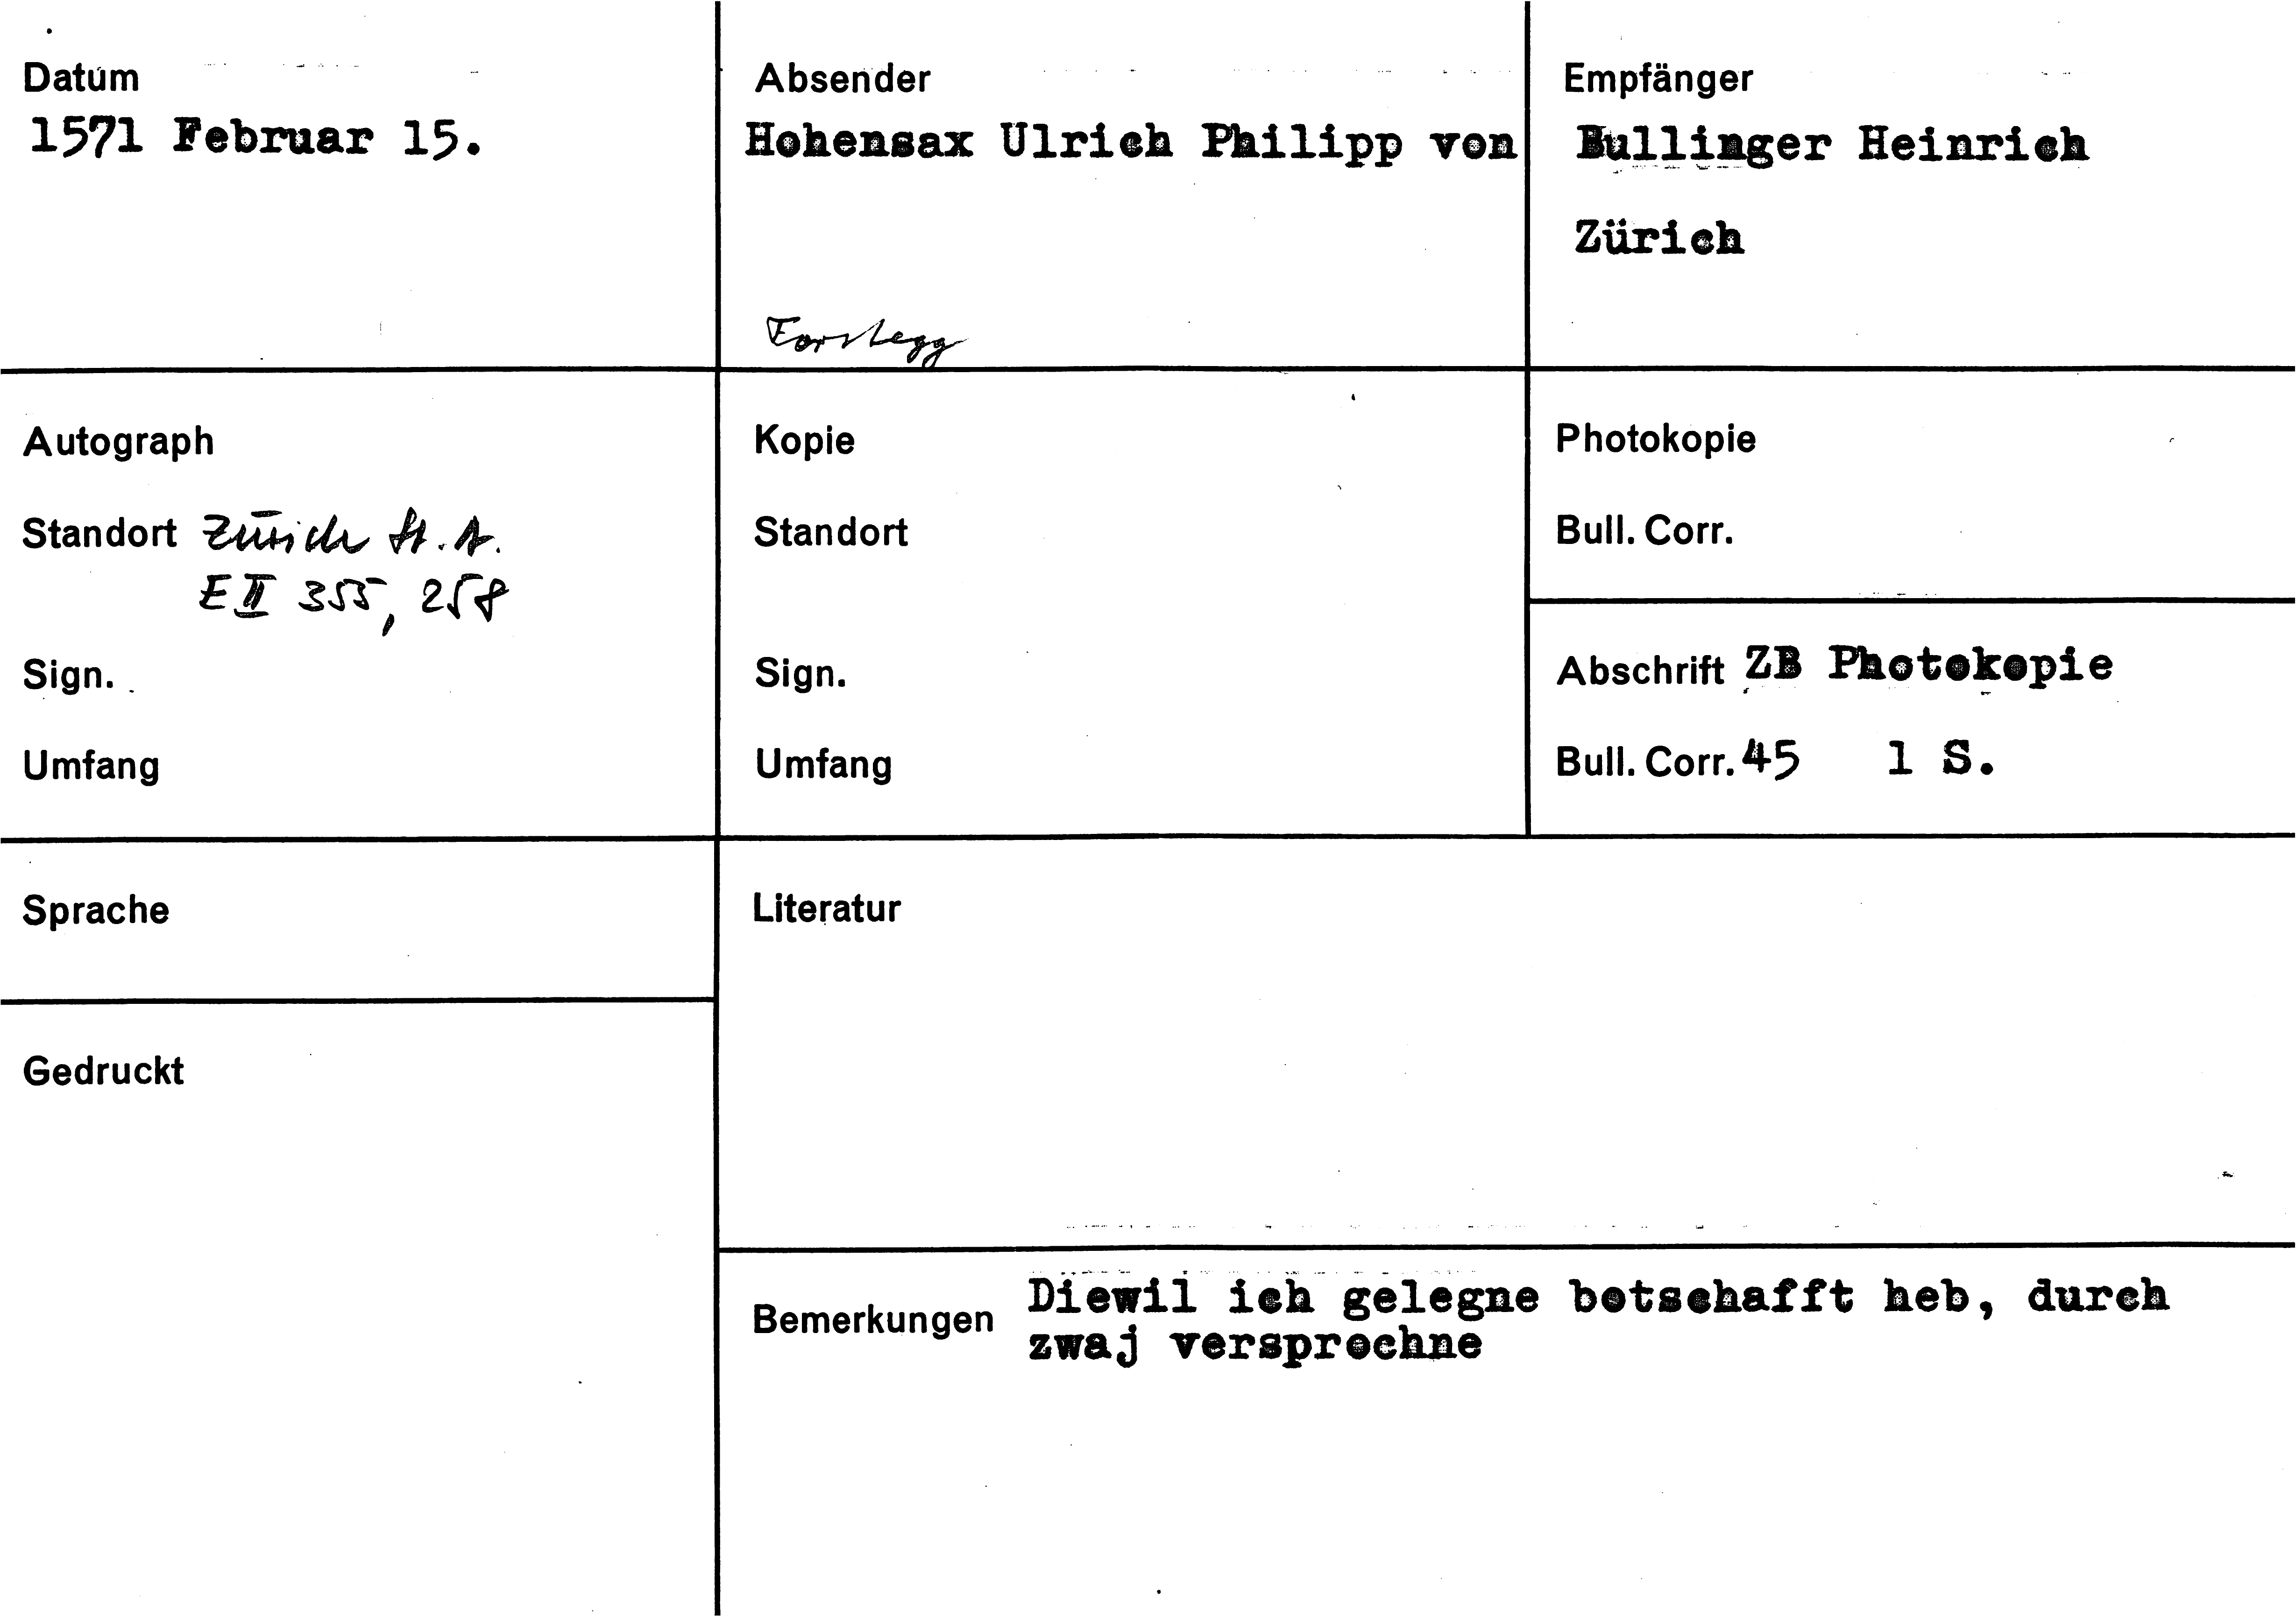 Datum
1571 Februar 15.
Absender
Hohensax Ulrich Philipp von
Forstegg
Empfänger
Bullinger Heinrich
Zürich
Autograph
Standort Zürich St. A.
E II 355, 258
Sign.
Umfang
Kopie
Standort
Sign.
Umfang
Photokopie
Bull. Corr.
Abschrift ZB Photokopie
Bull. Corr. 45 1 S.
Sprache
Literatur
Gedruckt
Bemerkungen Diewil ich gelegne botschafft heb, durch
zwaj versprochne